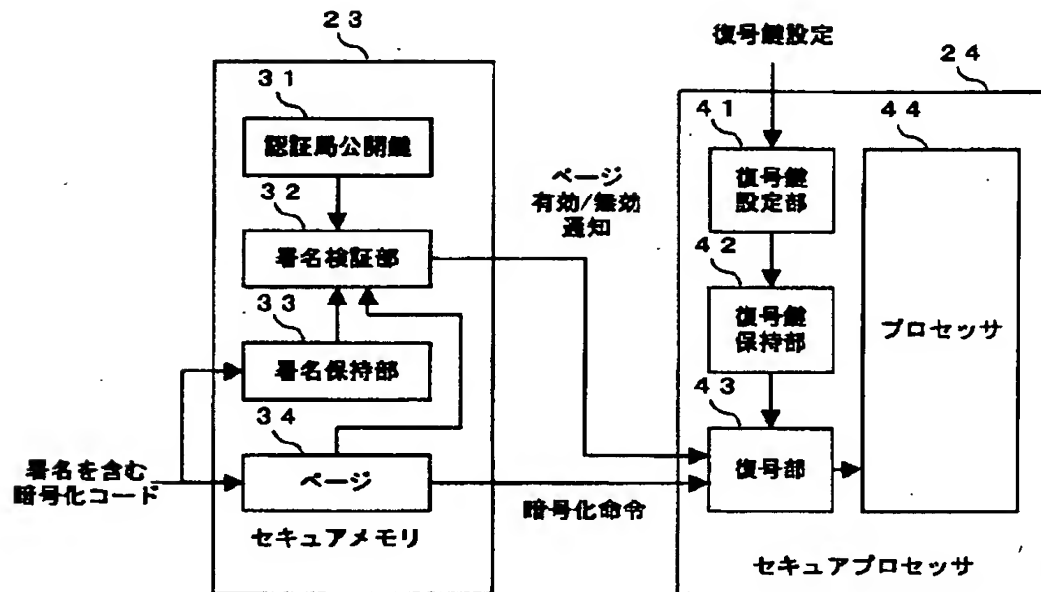 ２３
３１
認証局公開鍵
３２
署名検証部
３３
署名保持部
３４
ページ
セキュアメモリ
署名を含む
暗号化コード
ページ
有効/無効
通知
暗号化命令
復号鍵設定
２４
４１
復号鍵
設定部
４２
復号鍵
保持部
４３
復号部
４４
プロセッサ
セキュアプロセッサ